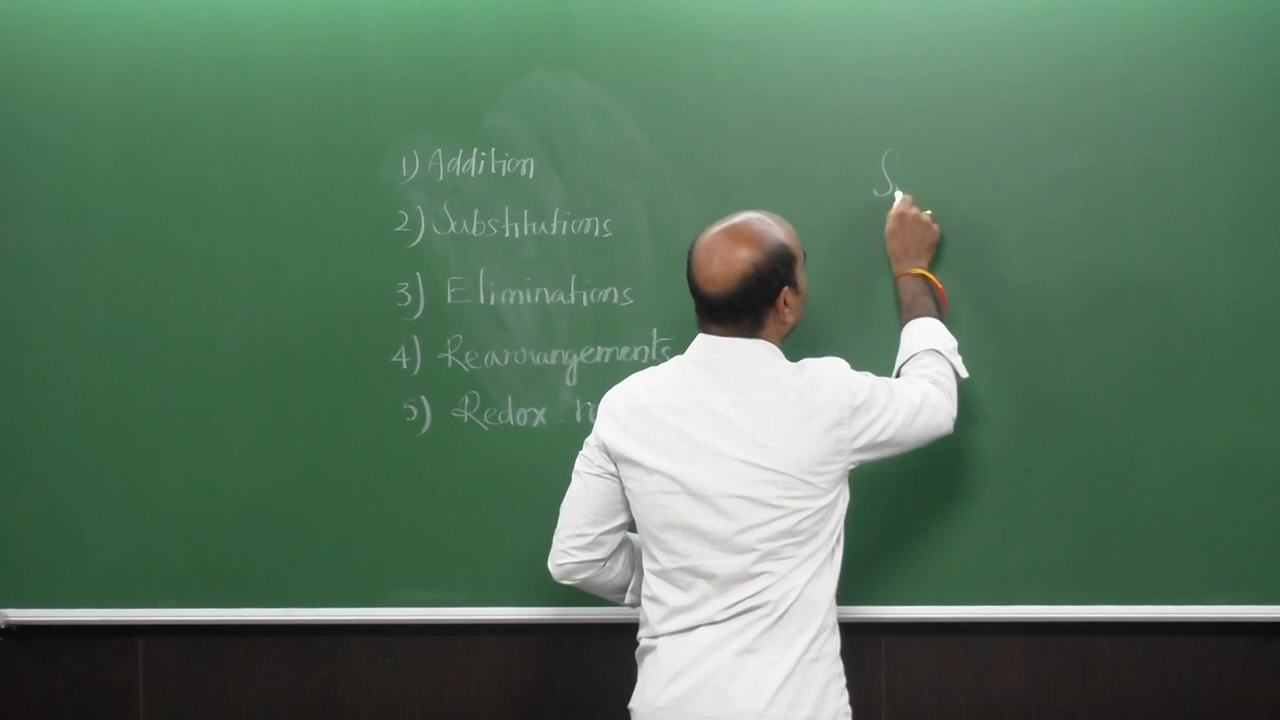 1) Addition
2) Substitutions
3) Eliminations
4) Rearrangements
5) Redox
S